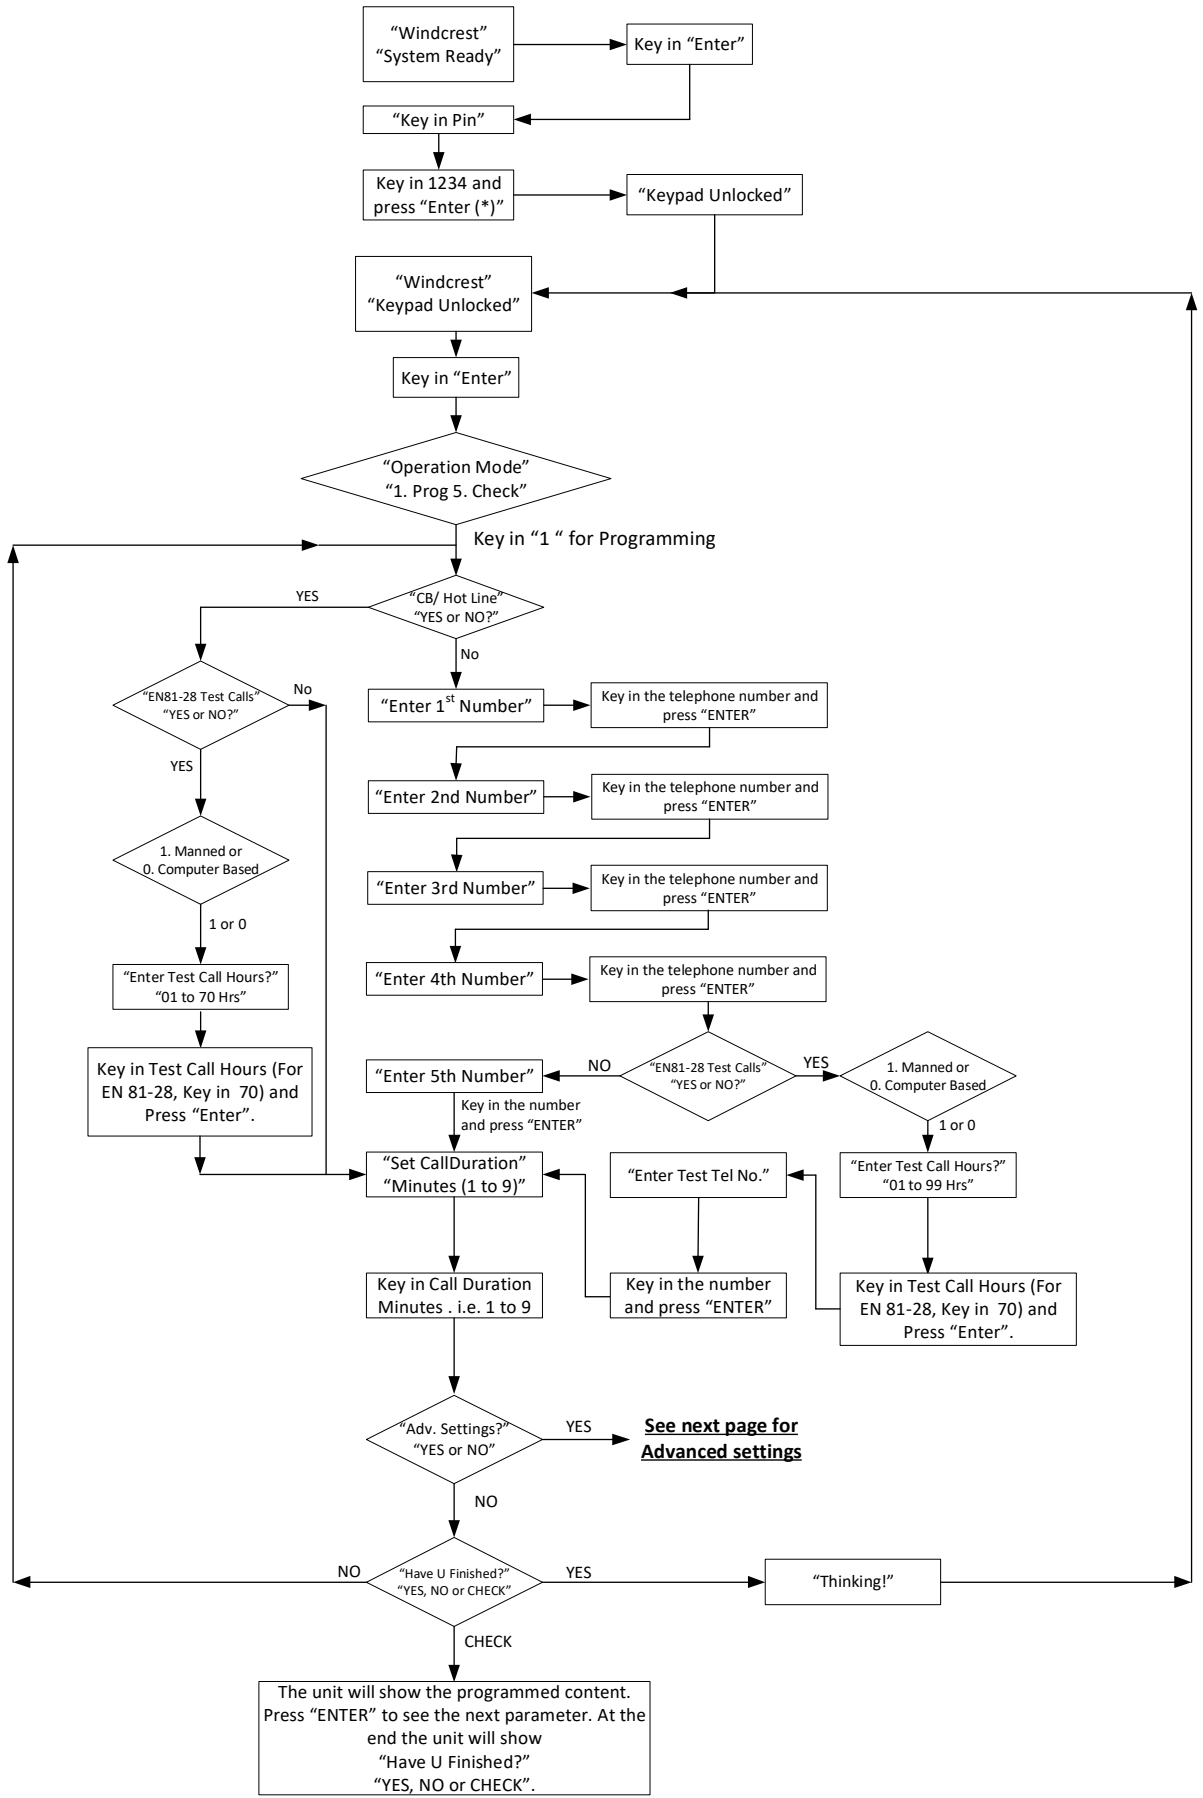 “Windcrest”
“System Ready”
Key in “Enter”
“Key in Pin”
Key in 1234 and
press “Enter (*)”
“Keypad Unlocked”
“Windcrest”
“Keypad Unlocked”
Key in “Enter”
“Operation Mode”
“1. Prog 5. Check”
Key in “1 “ for Programming
“CB/ Hot Line”
“YES or NO?”
YES
No
“EN81-28 Test Calls”
“YES or NO?”
No
YES
1. Manned or
0. Computer Based
1 or 0
“Enter Test Call Hours?”
“01 to 70 Hrs”
Key in Test Call Hours (For
EN 81-28, Key in 70) and
Press “Enter”.
“Enter 1st Number”
Key in the telephone number and
press “ENTER”
“Enter 2nd Number”
Key in the telephone number and
press “ENTER”
“Enter 3rd Number”
Key in the telephone number and
press “ENTER”
“Enter 4th Number”
Key in the telephone number and
press “ENTER”
“EN81-28 Test Calls”
“YES or NO?”
NO
YES
“Enter 5th Number”
Key in the number
and press “ENTER”
1. Manned or
0. Computer Based
1 or 0
“Enter Test Call Hours?”
“01 to 99 Hrs”
Key in Test Call Hours (For
EN 81-28, Key in 70) and
Press “Enter”.
“Enter Test Tel No.”
Key in the number
and press “ENTER”
“Set CallDuration”
“Minutes (1 to 9)”
Key in Call Duration
Minutes . i.e. 1 to 9
“Adv. Settings?”
“YES or NO”
YES
See next page for
Advanced settings
NO
“Have U Finished?”
“YES, NO or CHECK”
NO
YES
“Thinking!”
CHECK
The unit will show the programmed content.
Press “ENTER” to see the next parameter. At the
end the unit will show
“Have U Finished?”
“YES, NO or CHECK”.